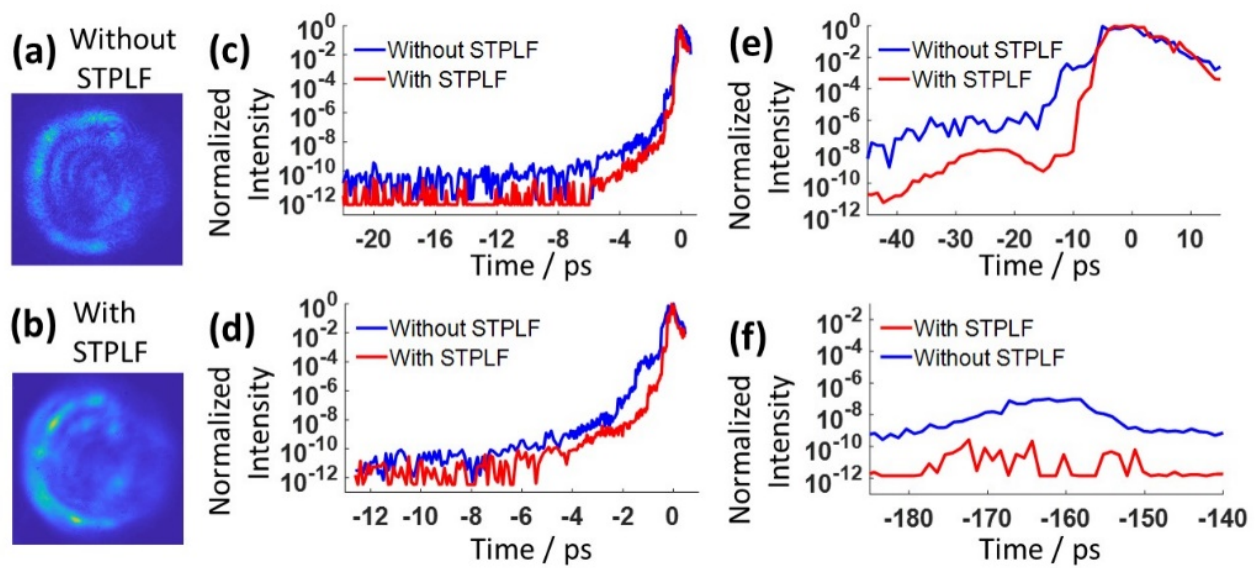 (a) Without
STPLF
(b) With
STPLF
(c)
Without STPLF
With STPLF
Normalized
Intensity
10^0
10^-2
10^-4
10^-6
10^-8
10^-10
10^-12
-20 -16 -12 -8 -4 0
Time / ps
(d)
Without STPLF
With STPLF
Normalized
Intensity
10^0
10^-2
10^-4
10^-6
10^-8
10^-10
10^-12
-12 -10 -8 -6 -4 -2 0
Time / ps
(e)
Without STPLF
With STPLF
Normalized
Intensity
10^0
10^-2
10^-4
10^-6
10^-8
10^-10
10^-12
-40 -30 -20 -10 0 10
Time / ps
(f)
With STPLF
Without STPLF
Normalized
Intensity
10^-2
10^-4
10^-6
10^-8
10^-10
10^-12
-180 -170 -160 -150 -140
Time / ps